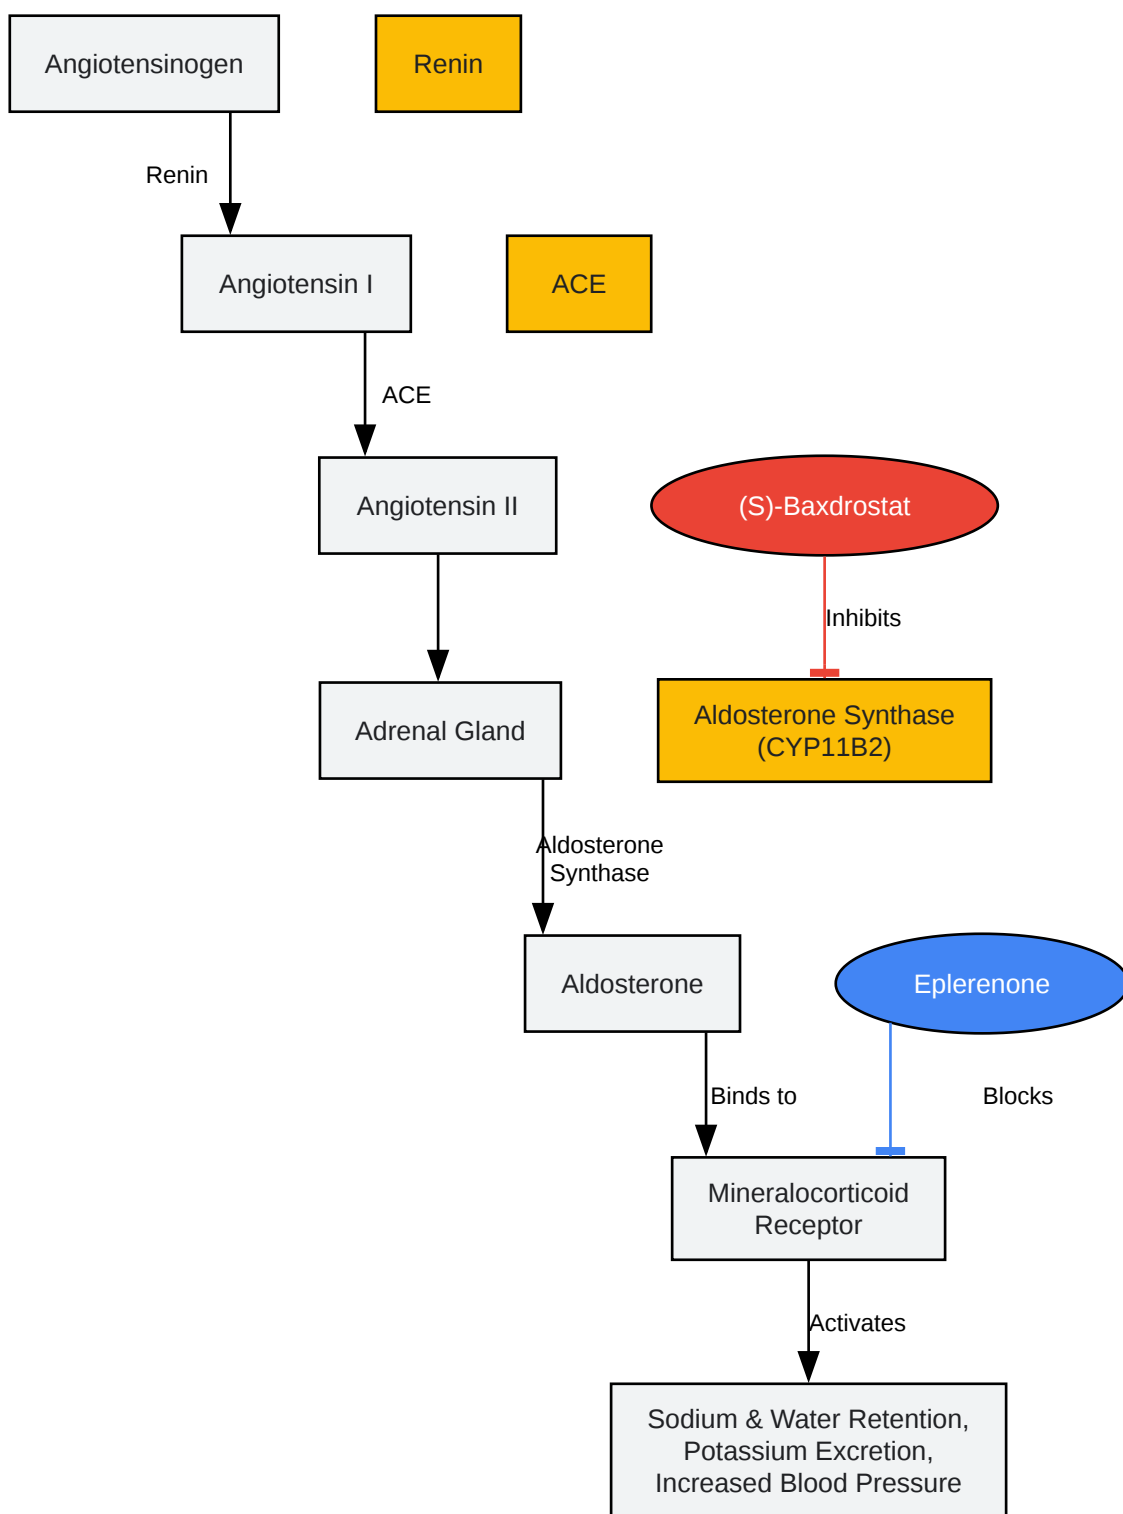 Angiotensinogen
Renin
Renin
Angiotensin I
ACE
ACE
Angiotensin II
(S)-Baxdrostat
Inhibits
Adrenal Gland
Aldosterone Synthase
(CYP11B2)
Aldosterone
Synthase
Aldosterone
Eplerenone
Binds to
Blocks
Mineralocorticoid
Receptor
Activates
Sodium & Water Retention,
Potassium Excretion,
Increased Blood Pressure